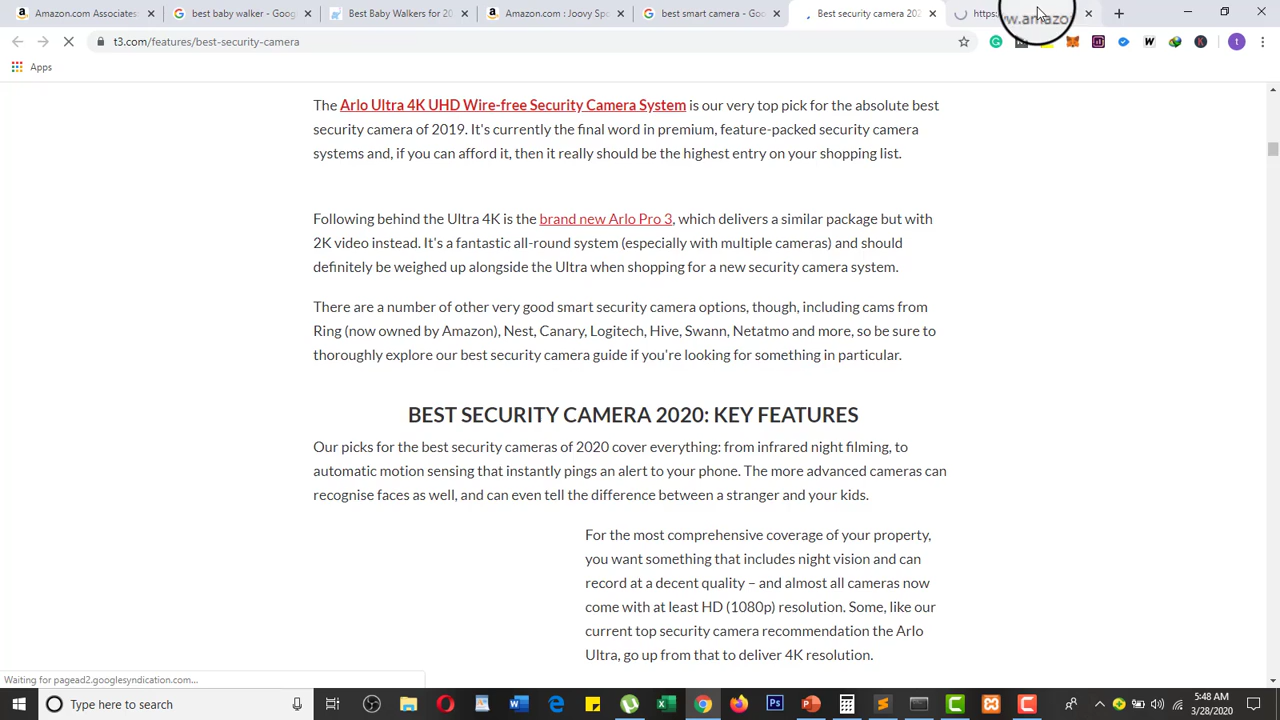 Amazon.com Associates
best baby walker - Goog
Best Baby Walkers for 20
Amazon.com : Joovy Spo
best smart camera - Goo
Best security camera 202
https:
w.amazo
t3.com/features/best-security-camera
Apps
The Arlo Ultra 4K UHD Wire-free Security Camera System is our very top pick for the absolute best
security camera of 2019. It's currently the final word in premium, feature-packed security camera
systems and, if you can afford it, then it really should be the highest entry on your shopping list.
Following behind the Ultra 4K is the brand new Arlo Pro 3, which delivers a similar package but with
2K video instead. It's a fantastic all-round system (especially with multiple cameras) and should
definitely be weighed up alongside the Ultra when shopping for a new security camera system.
There are a number of other very good smart security camera options, though, including cams from
Ring (now owned by Amazon), Nest, Canary, Logitech, Hive, Swann, Netatmo and more, so be sure to
thoroughly explore our best security camera guide if you're looking for something in particular.
BEST SECURITY CAMERA 2020: KEY FEATURES
Our picks for the best security cameras of 2020 cover everything: from infrared night filming, to
automatic motion sensing that instantly pings an alert to your phone. The more advanced cameras can
recognise faces as well, and can even tell the difference between a stranger and your kids.
For the most comprehensive coverage of your property,
you want something that includes night vision and can
record at a decent quality – and almost all cameras now
come with at least HD (1080p) resolution. Some, like our
current top security camera recommendation the Arlo
Ultra, go up from that to deliver 4K resolution.
Waiting for pagead2.googlesyndication.com...
Type here to search
5:48 AM
3/28/2020